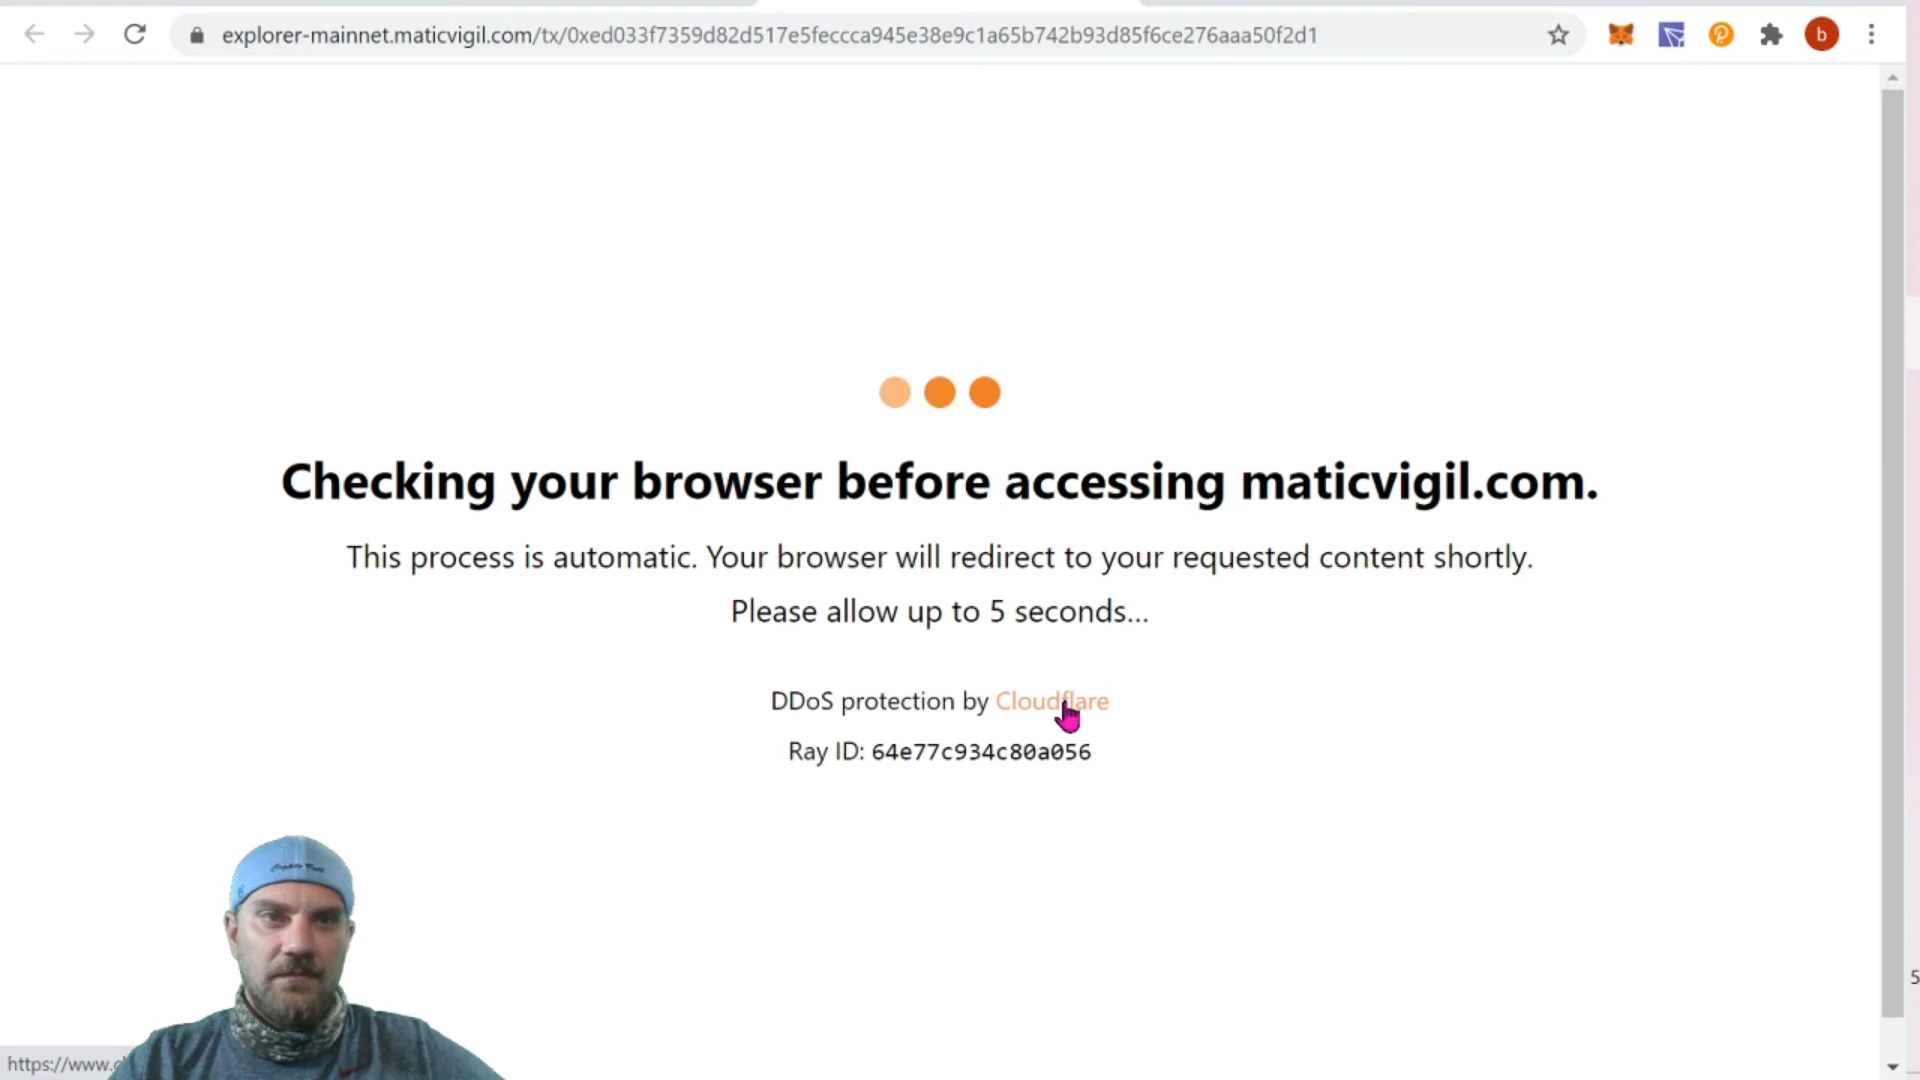 explorer-mainnet.maticvigil.com/tx/0xed033f7359d82d517e5feccca945e38e9c1a65b742b93d85f6ce276aaa50f2d1
b
Checking your browser before accessing maticvigil.com.
This process is automatic. Your browser will redirect to your requested content shortly.
Please allow up to 5 seconds...
DDoS protection by Cloudflare
Ray ID: 64e77c934c80a056
5
https://www.c